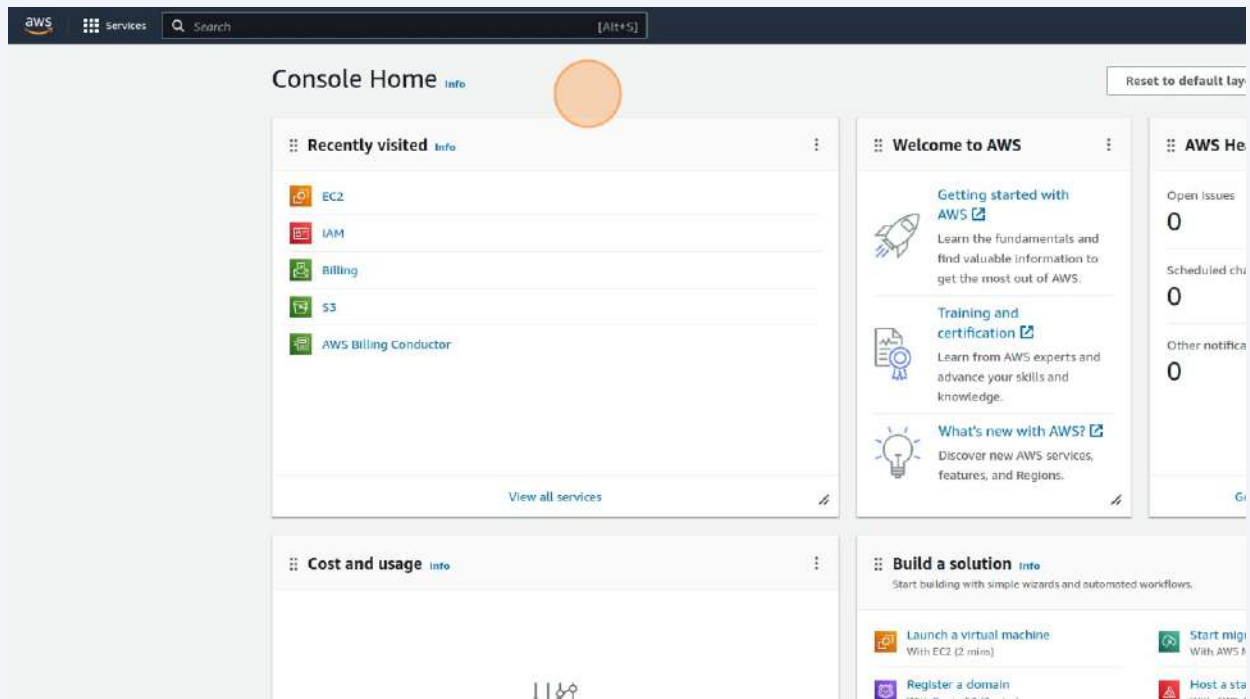 aws Services Search [Alt+S]
Console Home Info
Reset to default lay
Recently visited Info
EC2
IAM
Billing
S3
AWS Billing Conductor
View all services
Welcome to AWS
Getting started with
AWS
Learn the fundamentals and
find valuable information to
get the most out of AWS.
Training and
certification
Learn from AWS experts and
advance your skills and
knowledge.
What's new with AWS?
Discover new AWS services,
features, and Regions.
AWS He
Open issues
0
Scheduled cha
0
Other notifica
0
Cost and usage Info
Build a solution Info
Start building with simple wizards and automated workflows.
Launch a virtual machine
With EC2 (2 mins)
Register a domain
Start mig
With AWS M
Host a sta